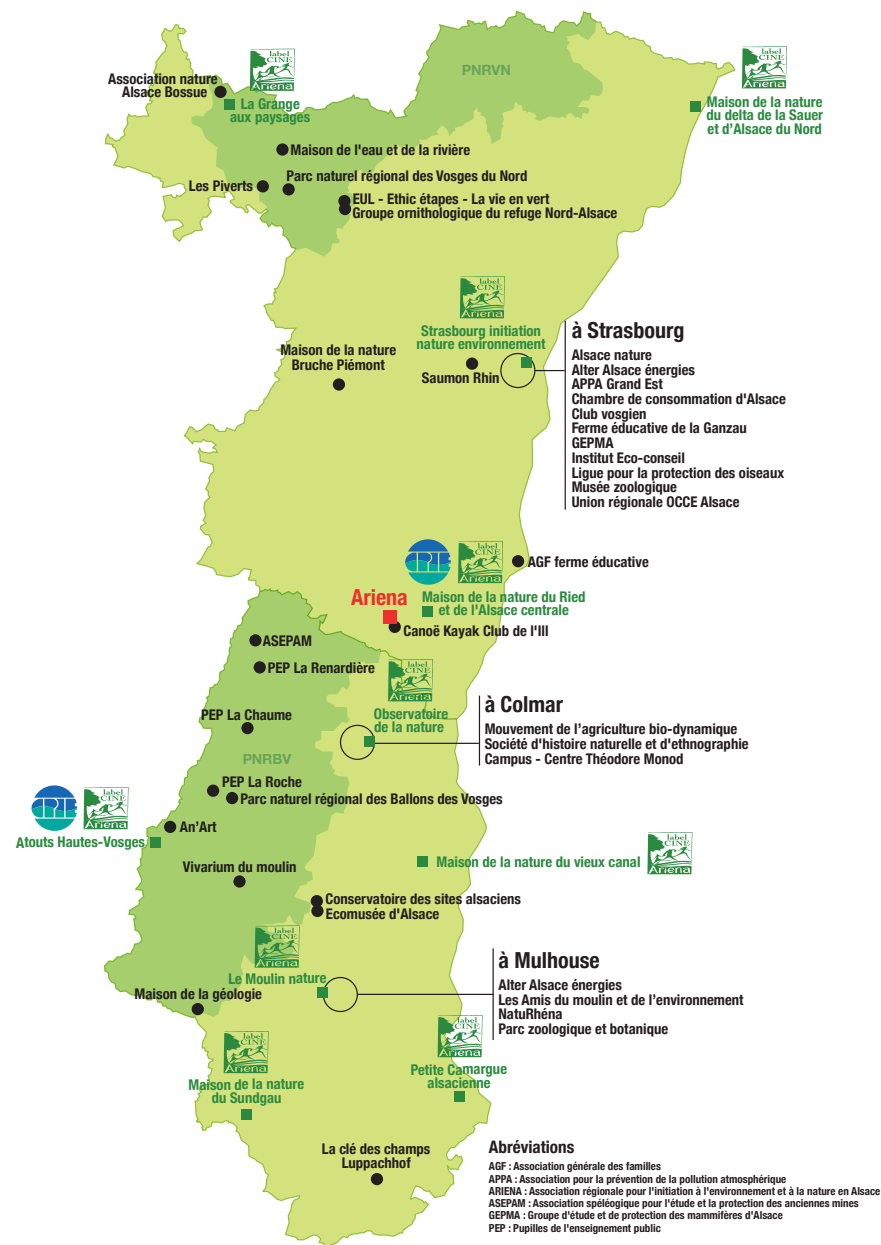 label
CINE
Ariena
Association nature
Alsace Bossue
La Grange
aux paysages
PNRVN
label
CINE
Ariena
Maison de la nature
du delta de la Sauer
et d'Alsace du Nord
Maison de l'eau et de la rivière
Parc naturel régional des Vosges du Nord
Les Piverts
EUL - Ethic étapes - La vie en vert
Groupe ornithologique du refuge Nord-Alsace
label
CINE
Ariena
Strasbourg initiation
nature environnement
Maison de la nature
Bruche Piémont
Saumon Rhin
à Strasbourg
Alsace nature
Alter Alsace énergies
APPA Grand Est
Chambre de consommation d'Alsace
Club vosgien
Ferme éducative de la Ganzau
GEPMA
Institut Eco-conseil
Ligue pour la protection des oiseaux
Musée zoologique
Union régionale OCCE Alsace
CPIE
label
CINE
Ariena
AGF ferme éducative
Ariena
Maison de la nature du Ried
et de l'Alsace centrale
Canoë Kayak Club de l'Ill
ASEPAM
PEP La Renardière
label
CINE
Ariena
Observatoire
de la nature
PEP La Chaume
PNRBV
à Colmar
Mouvement de l'agriculture bio-dynamique
Société d'histoire naturelle et d'ethnographie
Campus - Centre Théodore Monod
PEP La Roche
Parc naturel régional des Ballons des Vosges
CPIE
label
CINE
Ariena
An'Art
Atouts Hautes-Vosges
Vivarium du moulin
Maison de la nature du vieux canal
label
CINE
Ariena
Conservatoire des sites alsaciens
Ecomusée d'Alsace
label
CINE
Ariena
Le Moulin nature
Maison de la géologie
à Mulhouse
Alter Alsace énergies
Les Amis du moulin et de l'environnement
NatuRhéna
Parc zoologique et botanique
label
CINE
Ariena
Maison de la nature
du Sundgau
label
CINE
Ariena
Petite Camargue
alsacienne
La clé des champs
Luppachhof
Abréviations
AGF : Association générale des familles
APPA : Association pour la prévention de la pollution atmosphérique
ARIENA : Association régionale pour l'initiation à l'environnement et à la nature en Alsace
ASEPAM : Association spéléogique pour l'étude et la protection des anciennes mines
GEPMA : Groupe d'étude et de protection des mammifères d'Alsace
PEP : Pupilles de l'enseignement public